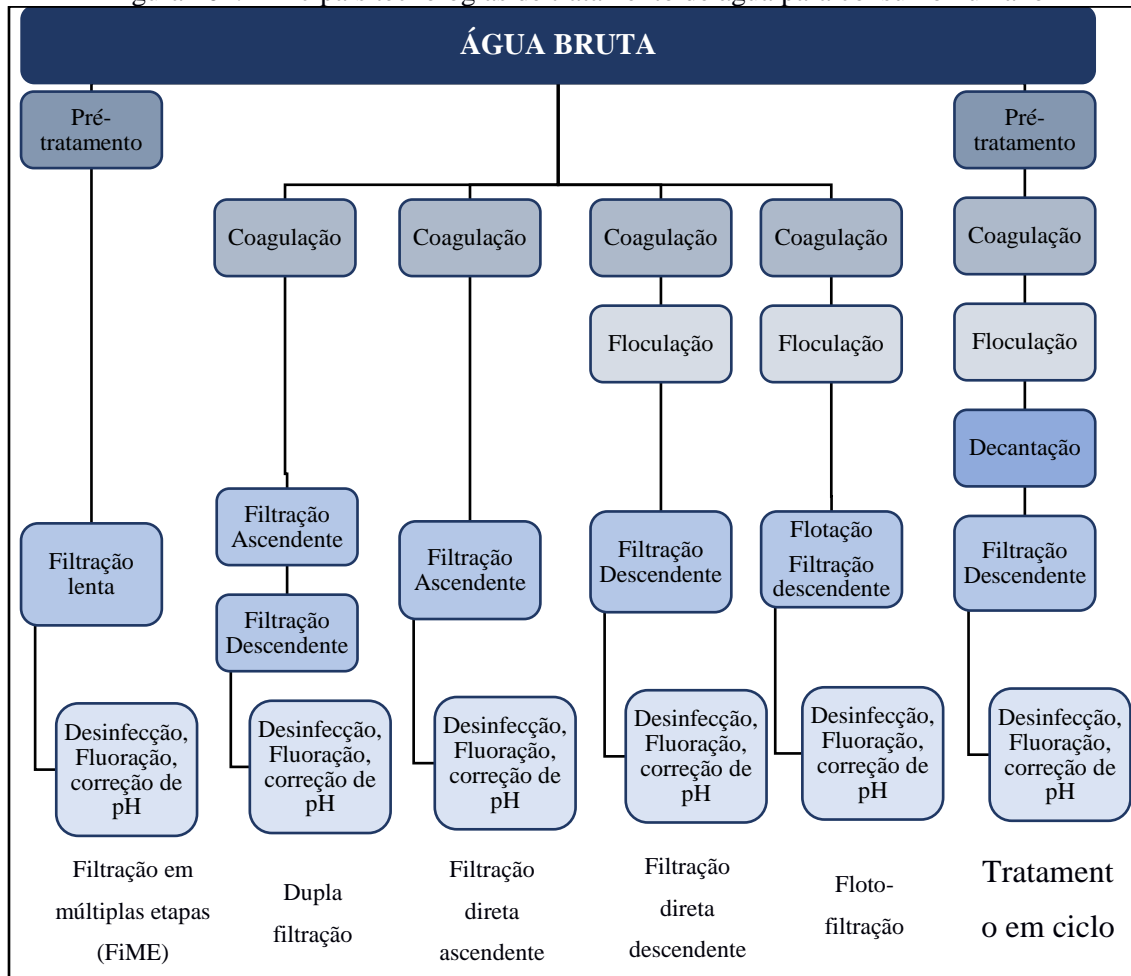 ÁGUA BRUTA
Pré-
tratamento
Pré-
tratamento
Coagulação
Coagulação
Coagulação
Coagulação
Coagulação
Floculação
Floculação
Floculação
Decantação
Filtração
lenta
Filtração
Ascendente
Filtração
Descendente
Filtração
Ascendente
Filtração
Descendente
Flotação
Filtração
descendente
Filtração
Descendente
Desinfecção,
Fluoração,
correção de
pH
Desinfecção,
Fluoração,
correção de
pH
Desinfecção,
Fluoração,
correção de
pH
Desinfecção,
Fluoração,
correção de
pH
Desinfecção,
Fluoração,
correção de
pH
Desinfecção,
Fluoração,
correção de
pH
Filtração em
múltiplas etapas
(FiME)
Dupla
filtração
Filtração
direta
ascendente
Filtração
direta
descendente
Floto-
filtração
Tratament
o em ciclo